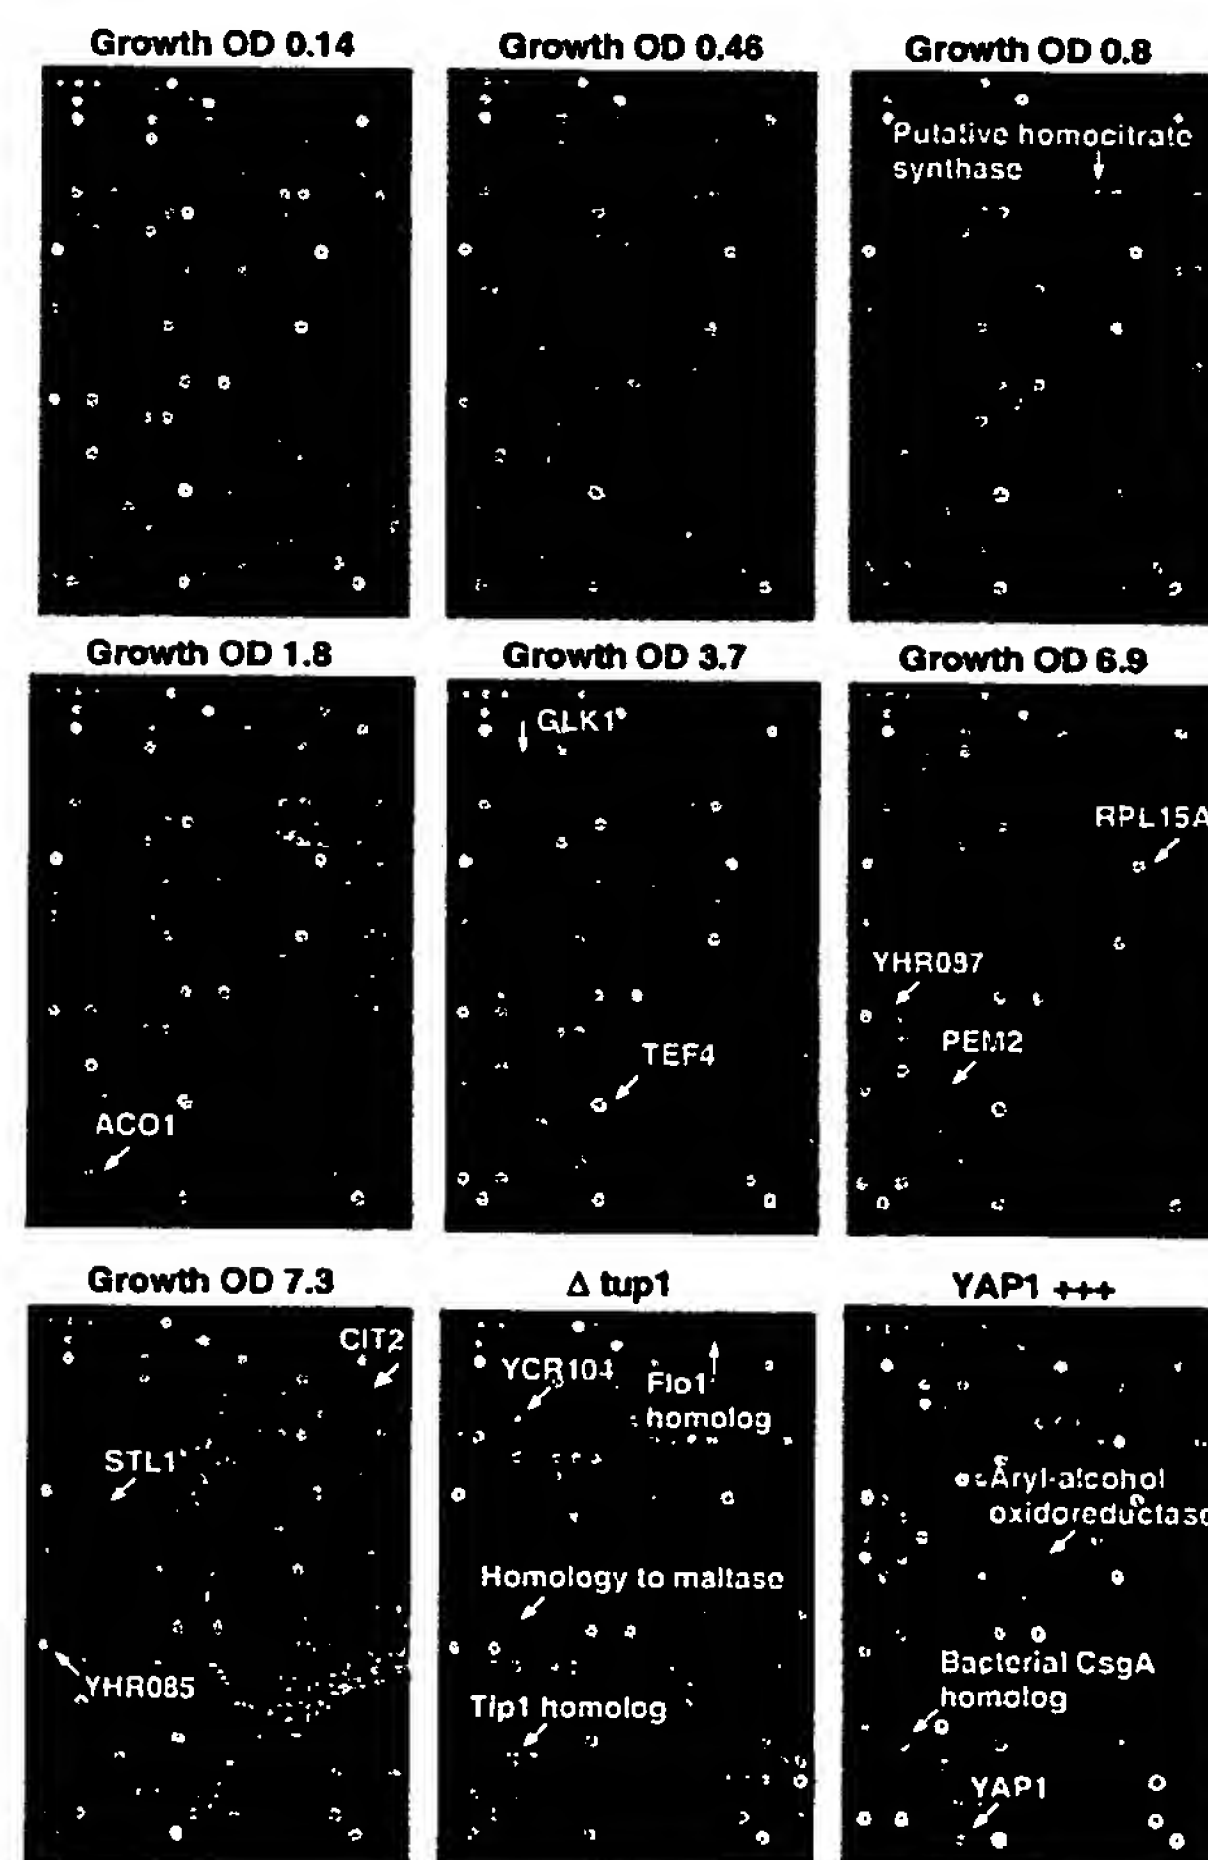 Growth OD 0.14
Growth OD 0.46
Growth OD 0.8
Putative homocitrate
synthase
Growth OD 1.8
Growth OD 3.7
Growth OD 6.9
GLK1
RPL15A
YHR097
PEM2
TEF4
ACO1
Growth OD 7.3
Δ tup1
YAP1 +++
CIT2
STL1
YHR085
YCR104
Flo1
homolog
Homology to maltase
Tip1 homolog
Aryl-alcohol
oxidoreductase
Bacterial CsgA
homolog
YAP1